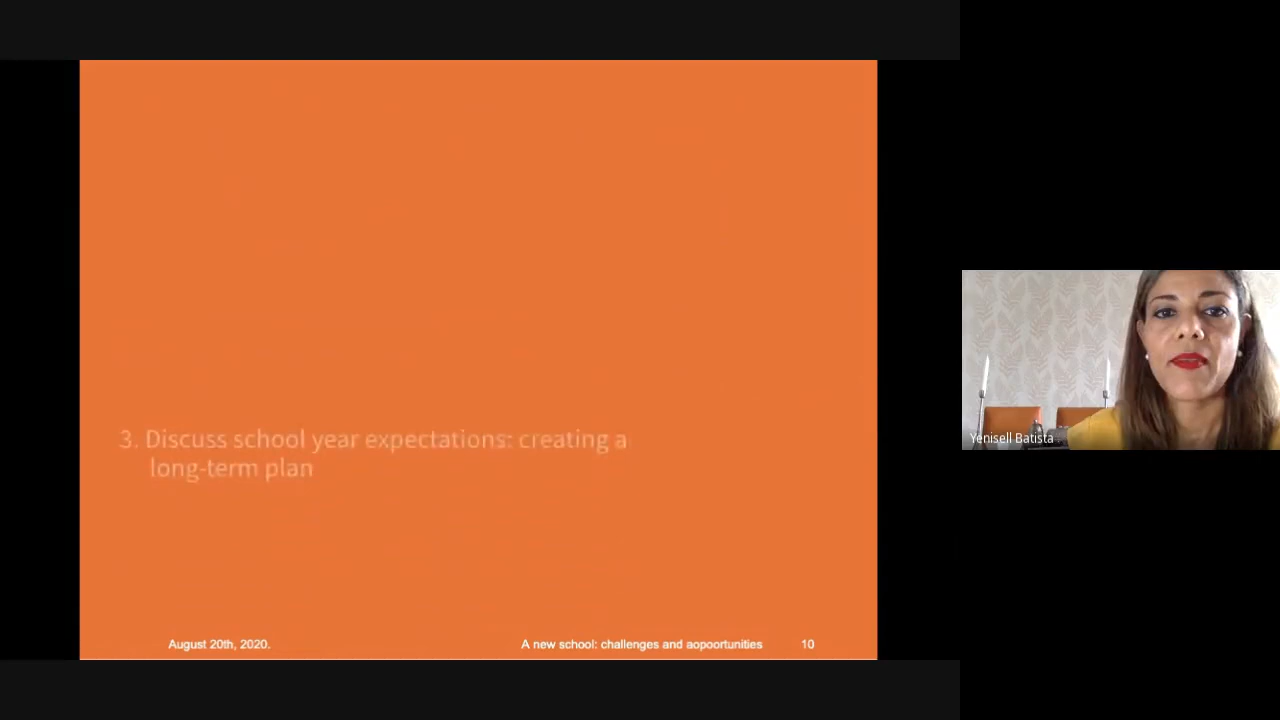 3. Discuss school year expectations: creating a
long-term plan
August 20th, 2020.
A new school: challenges and aopoortunities
10
Yenisell Batista